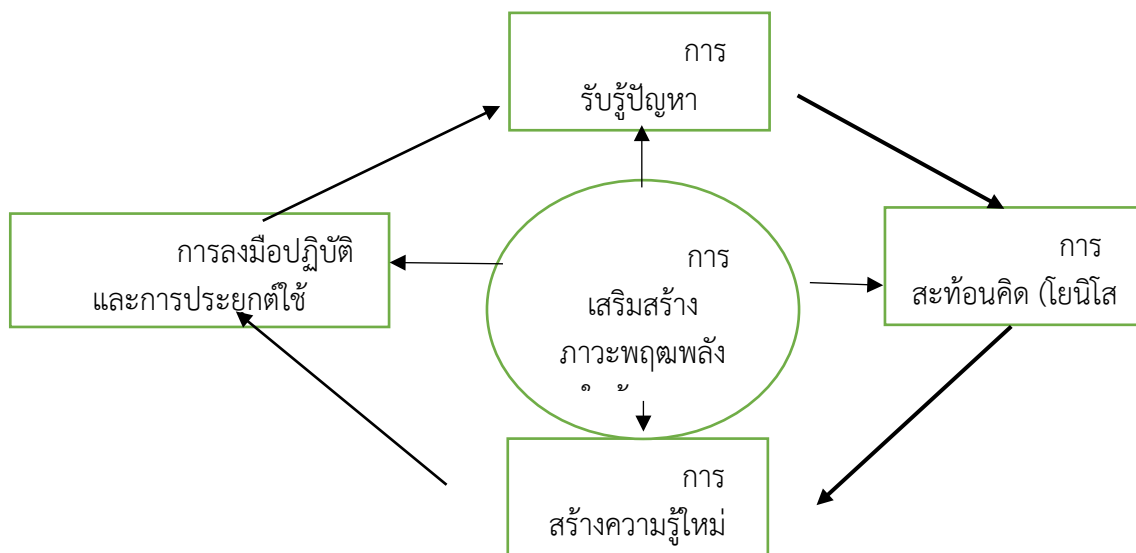 การ
รับรู้ปัญหา
การลงมือปฏิบัติ
และการประยุกต์ใช้
การ
เสริมสร้าง
ภาวะพฤฒพลัง
การ
สะท้อนคิด (โยนิโส
การ
สร้างความรู้ใหม่